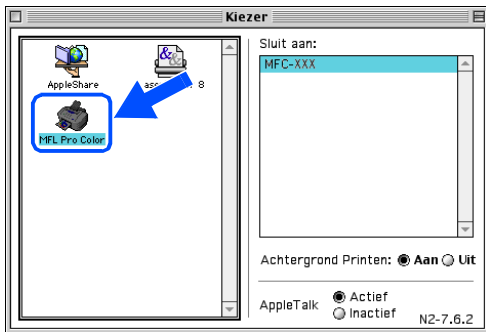 Kiezer
AppleShare
8
MFL Pro Color
Sluit aan:
MFC-XXX
Achtergrond Printen: Aan Uit
AppleTalk
Actief
Inactief
N2-7.6.2